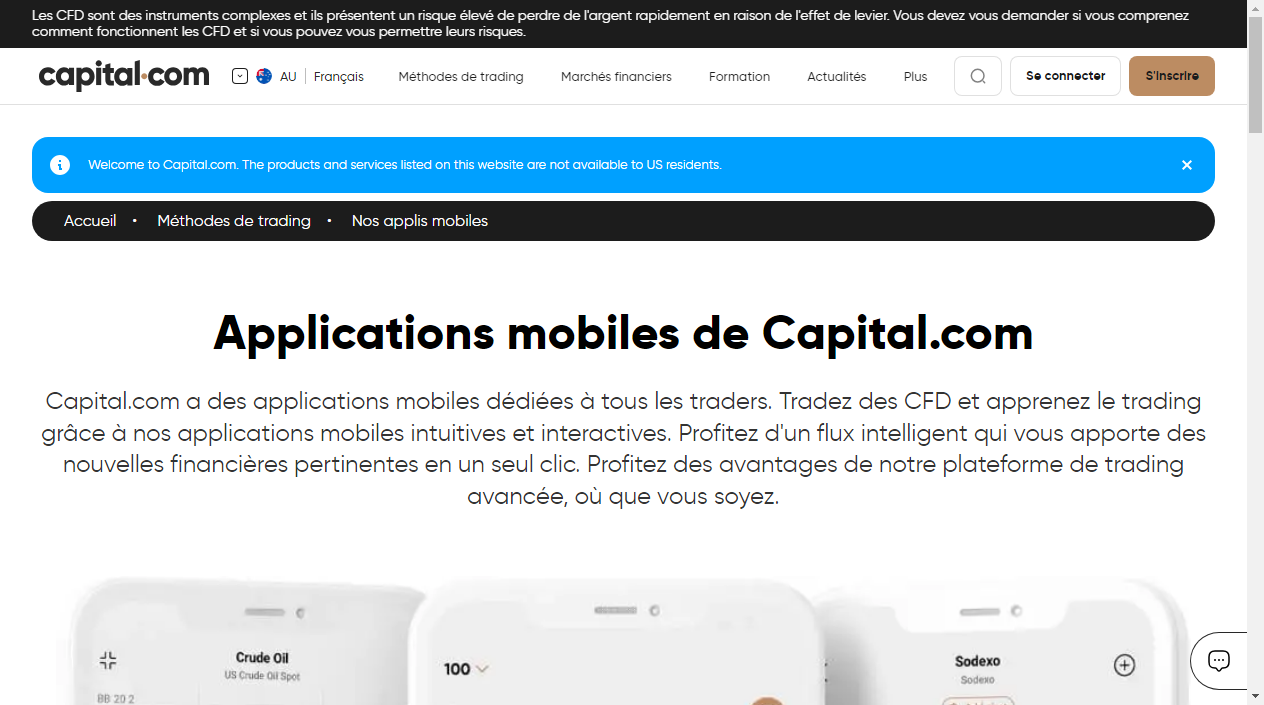 Les CFD sont des instruments complexes et ils présentent un risque élevé de perdre de l'argent rapidement en raison de l'effet de levier. Vous devez vous demander si vous comprenez
comment fonctionnent les CFD et si vous pouvez vous permettre leurs risques.
capital.com AU Français Méthodes de trading Marchés financiers Formation Actualités Plus Se connecter S'inscrire
Welcome to Capital.com. The products and services listed on this website are not available to US residents.
Accueil • Méthodes de trading • Nos applis mobiles
Applications mobiles de Capital.com
Capital.com a des applications mobiles dédiées à tous les traders. Tradez des CFD et apprenez le trading
grâce à nos applications mobiles intuitives et interactives. Profitez d'un flux intelligent qui vous apporte des
nouvelles financières pertinentes en un seul clic. Profitez des avantages de notre plateforme de trading
avancée, où que vous soyez.
Crude Oil
US Crude Oil Spot
BB 20 2
100
Sodexo
Sodexo